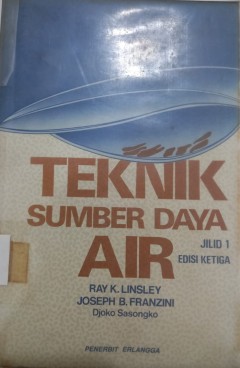 TEKNIK
SUMBER DAYA
AIR
JILID 1
EDISI KETIGA
RAY K. LINSLEY
JOSEPH B. FRANZINI
Djoko Sasongko
PENERBIT ERLANGGA